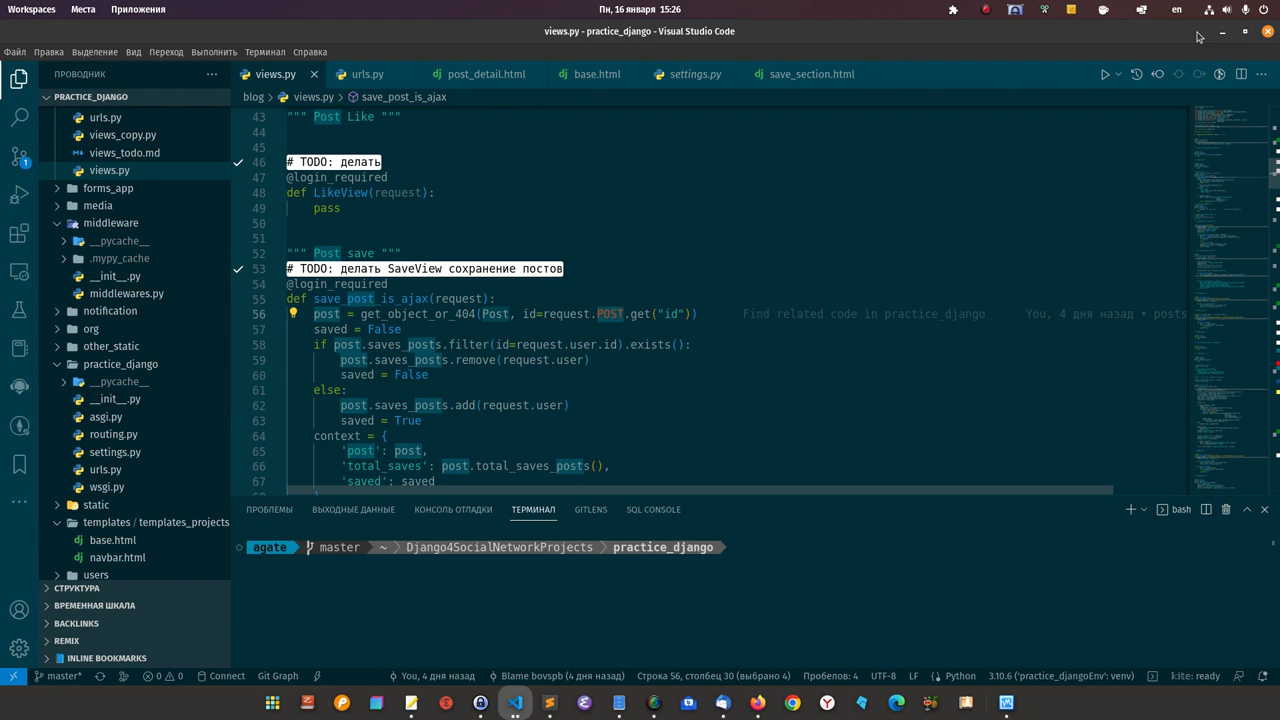 Workspaces Места Приложения Пн, 16 января 15:26 en
views.py - practice_django - Visual Studio Code
Файл Правка Выделение Вид Переход Выполнить Терминал Справка
ПРОВОДНИК
views.py urls.py post_detail.html base.html settings.py save_section.html
PRACTICE_DJANGO
blog views.py save_post_is_ajax
urls.py
views_copy.py
views_todo.md
views.py
forms_app
media
middleware
__pycache__
.mypy_cache
__init__.py
middlewares.py
notification
org
other_static
practice_django
__pycache__
__init__.py
asgi.py
routing.py
settings.py
urls.py
wsgi.py
static
templates / templates_projects
base.html
navbar.html
users
СТРУКТУРА
ВРЕМЕННАЯ ШКАЛА
BACKLINKS
REMIX
INLINE BOOKMARKS
43 """ Post Like """
44
45
46 # TODO: делать
47 @login_required
48 def LikeView(request):
49 pass
50
51
52 """ Post save """
53 # TODO: делать SaveView сохранение постов
54 @login_required
55 def save_post_is_ajax(request):
56 post = get_object_or_404(Post, id=request.POST.get("id")) Find related code in practice_django You, 4 дня назад • posts
57 saved = False
58 if post.saves_posts.filter(id=request.user.id).exists():
59 post.saves_posts.remove(request.user)
60 saved = False
61 else:
62 post.saves_posts.add(request.user)
63 saved = True
64 context = {
65 'post': post,
66 'total_saves': post.total_saves_posts(),
67 'saved': saved
ПРОБЛЕМЫ ВЫХОДНЫЕ ДАННЫЕ КОНСОЛЬ ОТЛАДКИ ТЕРМИНАЛ GITLENS SQL CONSOLE bash
agate master ~ Django4SocialNetworkProjects practice_django
master* 0 0 Connect Git Graph You, 4 дня назад Blame bovspb (4 дня назад) Строка 56, столбец 30 (выбрано 4) Пробелов: 4 UTF-8 LF Python 3.10.6 ('practice_djangoEnv': venv) kite: ready